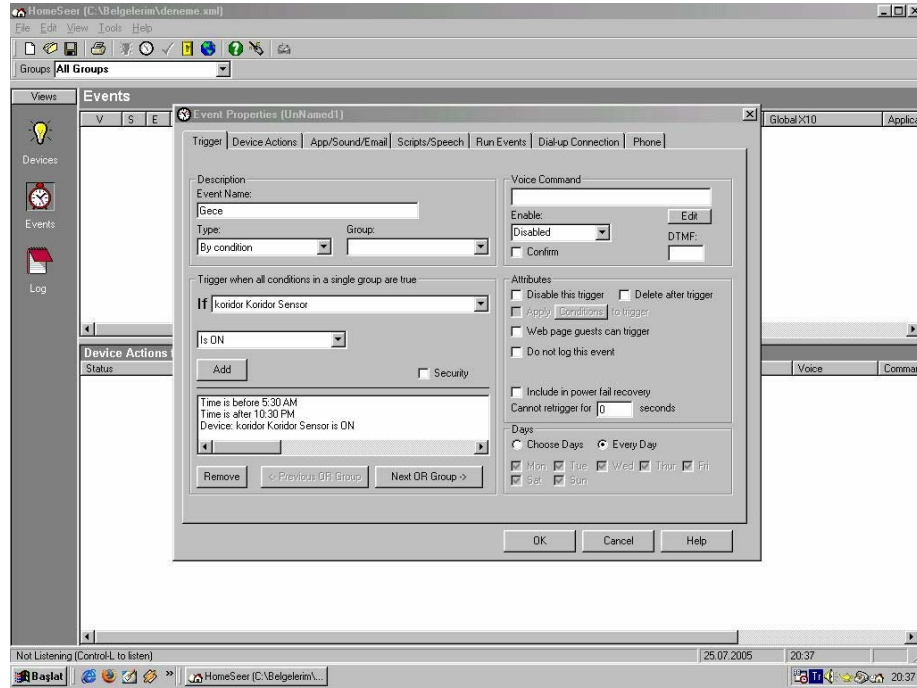 HomeSeer (C:\Belgelerim\deneme.xml)
File Edit View Tools Help
Groups All Groups
Views
Events
V S E
Global X10 Applica
Devices
Events
Log
Event Properties (UnNamed1)
Trigger Device Actions App/Sound/Email Scripts/Speech Run Events Dial-up Connection Phone
Description
Event Name:
Gece
Type: Group:
By condition
Voice Command
Enable: Edit
Disabled DTMF:
Confirm
Trigger when all conditions in a single group are true
If koridor Koridor Sensor
Is ON
Add Security
Time is before 5:30 AM
Time is after 10:30 PM
Device: koridor Koridor Sensor is ON
Remove <- Previous OR Group Next OR Group ->
Attributes
Disable this trigger Delete after trigger
Apply Conditions to trigger
Web page guests can trigger
Do not log this event
Include in power fail recovery
Cannot retrigger for 0 seconds
Days
Choose Days Every Day
Mon Tue Wed Thur Fri
Sat Sun
OK Cancel Help
Device Actions
Status
Voice Comma
Not Listening (Control-L to listen) 25.07.2005 20:37
Başlat HomeSeer (C:\Belgelerim\... Tr 20:37